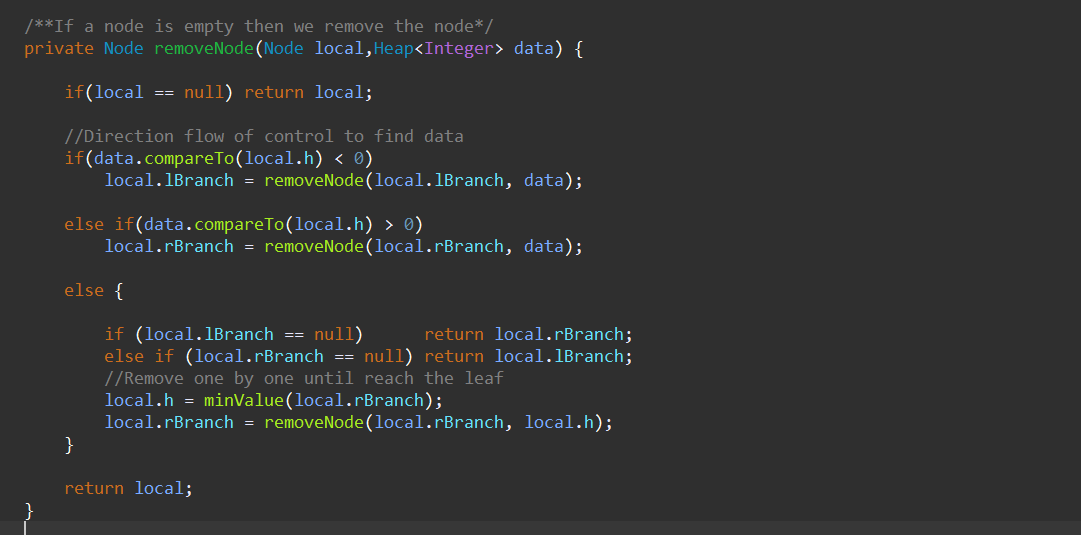 /**If a node is empty then we remove the node*/
private Node removeNode(Node local,Heap<Integer> data) {
if(local == null) return local;
//Direction flow of control to find data
if(data.compareTo(local.h) < 0)
local.lBranch = removeNode(local.lBranch, data);
else if(data.compareTo(local.h) > 0)
local.rBranch = removeNode(local.rBranch, data);
else {
if (local.lBranch == null)      return local.rBranch;
else if (local.rBranch == null) return local.lBranch;
//Remove one by one until reach the leaf
local.h = minValue(local.rBranch);
local.rBranch = removeNode(local.rBranch, local.h);
}
return local;
}